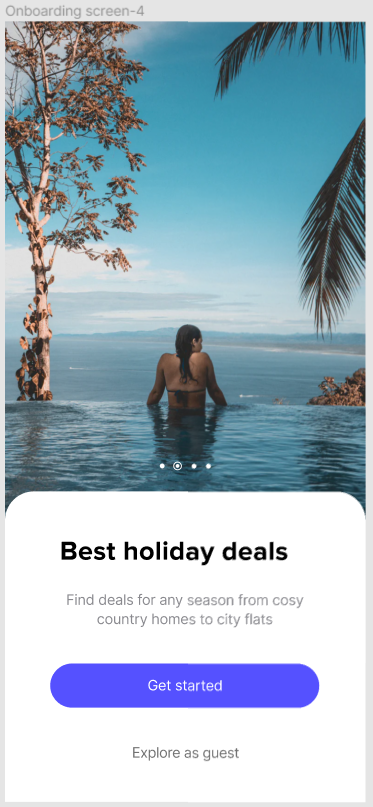 Onboarding screen-4
Best holiday deals
Find deals for any season from cosy
country homes to city flats
Get started
Explore as guest